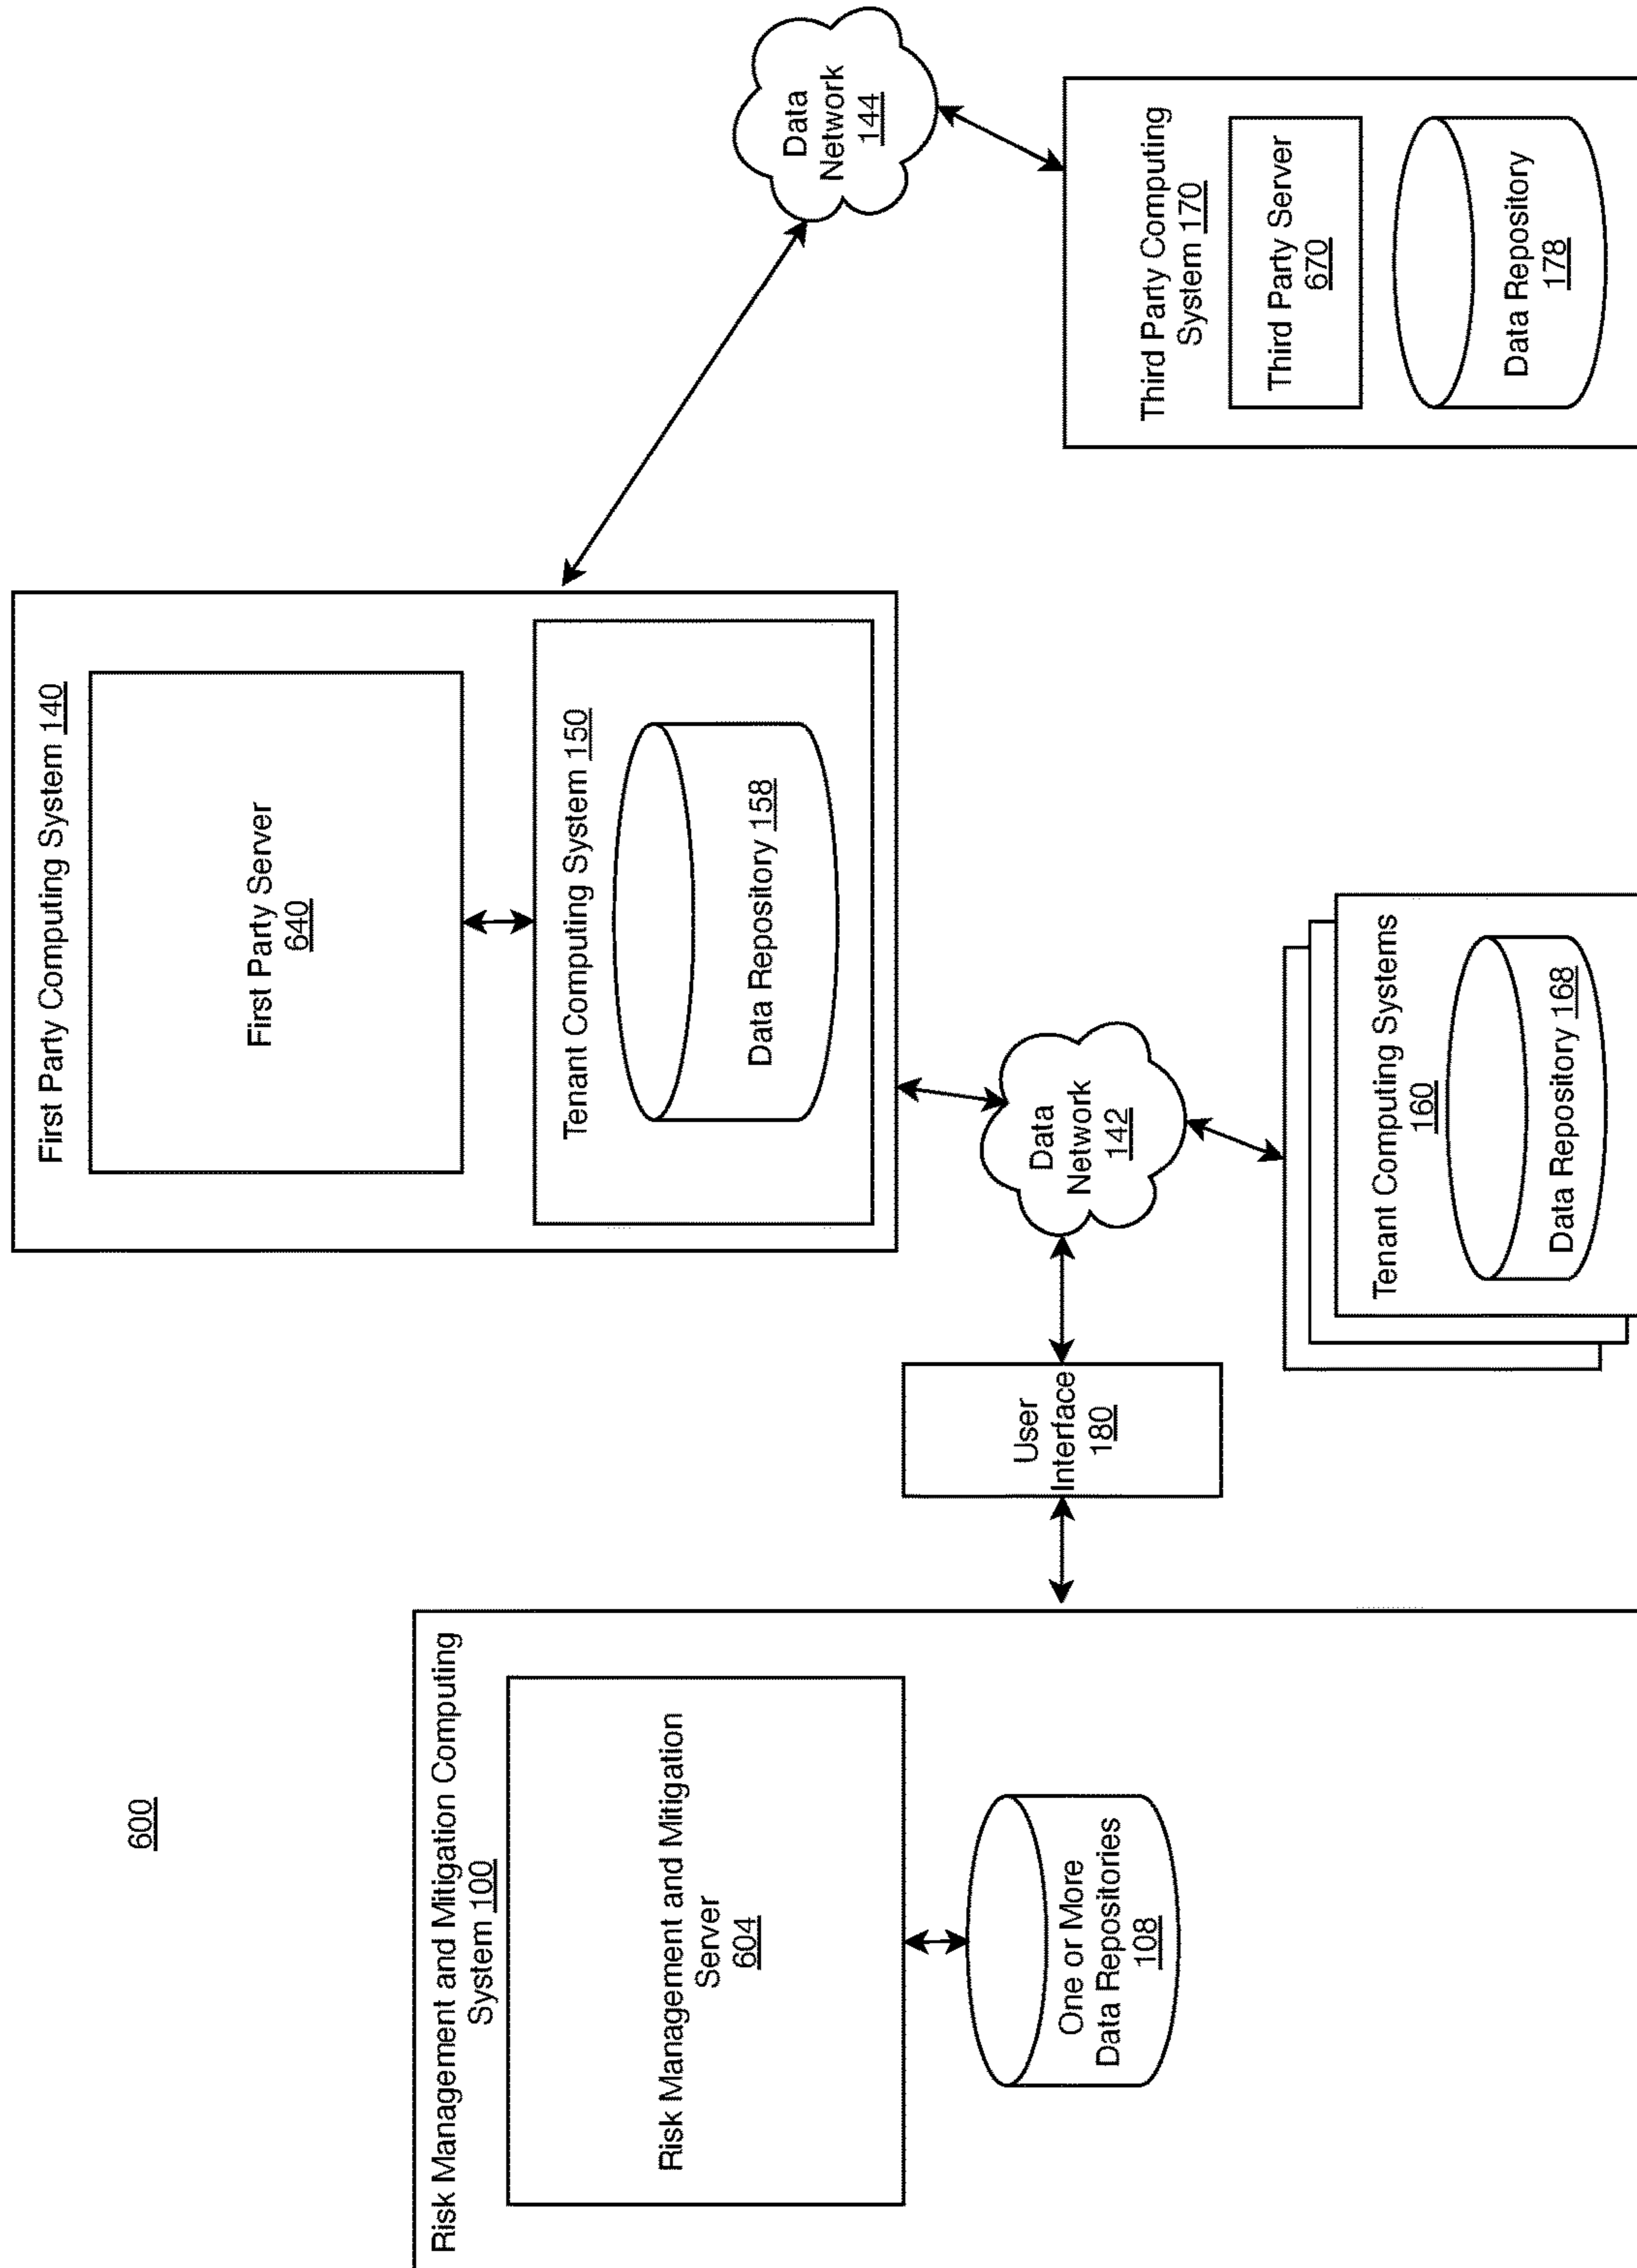 600
Risk Management and Mitigation Computing
System 100
Risk Management and Mitigation
Server
604
One or More
Data Repositories
108
User
Interface
180
First Party Computing System 140
First Party Server
640
Tenant Computing System 150
Data Repository 158
Data
Network
142
Tenant Computing Systems
160
Data Repository 168
Data
Network
144
Third Party Computing
System 170
Third Party Server
670
Data Repository
178